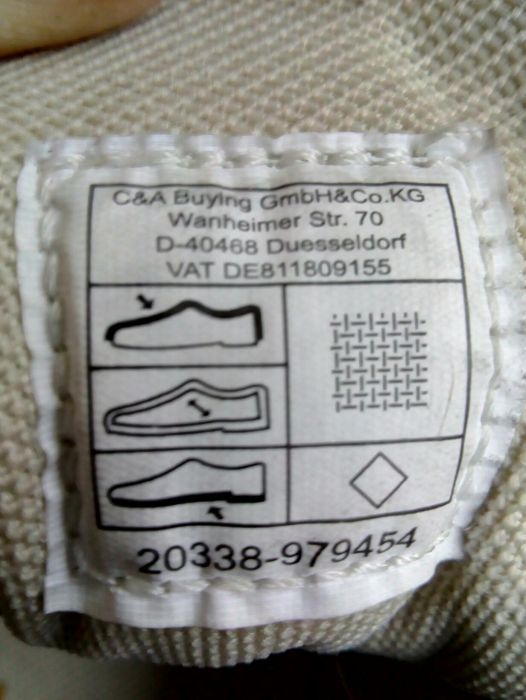 C&A Buying GmbH&Co.KG
Wanheimer Str. 70
D-40468 Duesseldorf
VAT DE811809155
20338-979454